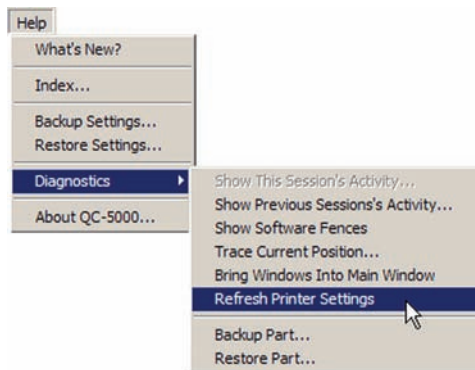 Help
What's New?
Index...
Backup Settings...
Restore Settings...
Diagnostics
About QC-5000...
Show This Session's Activity...
Show Previous Sessions's Activity...
Show Software Fences
Trace Current Position...
Bring Windows Into Main Window
Refresh Printer Settings
Backup Part...
Restore Part...